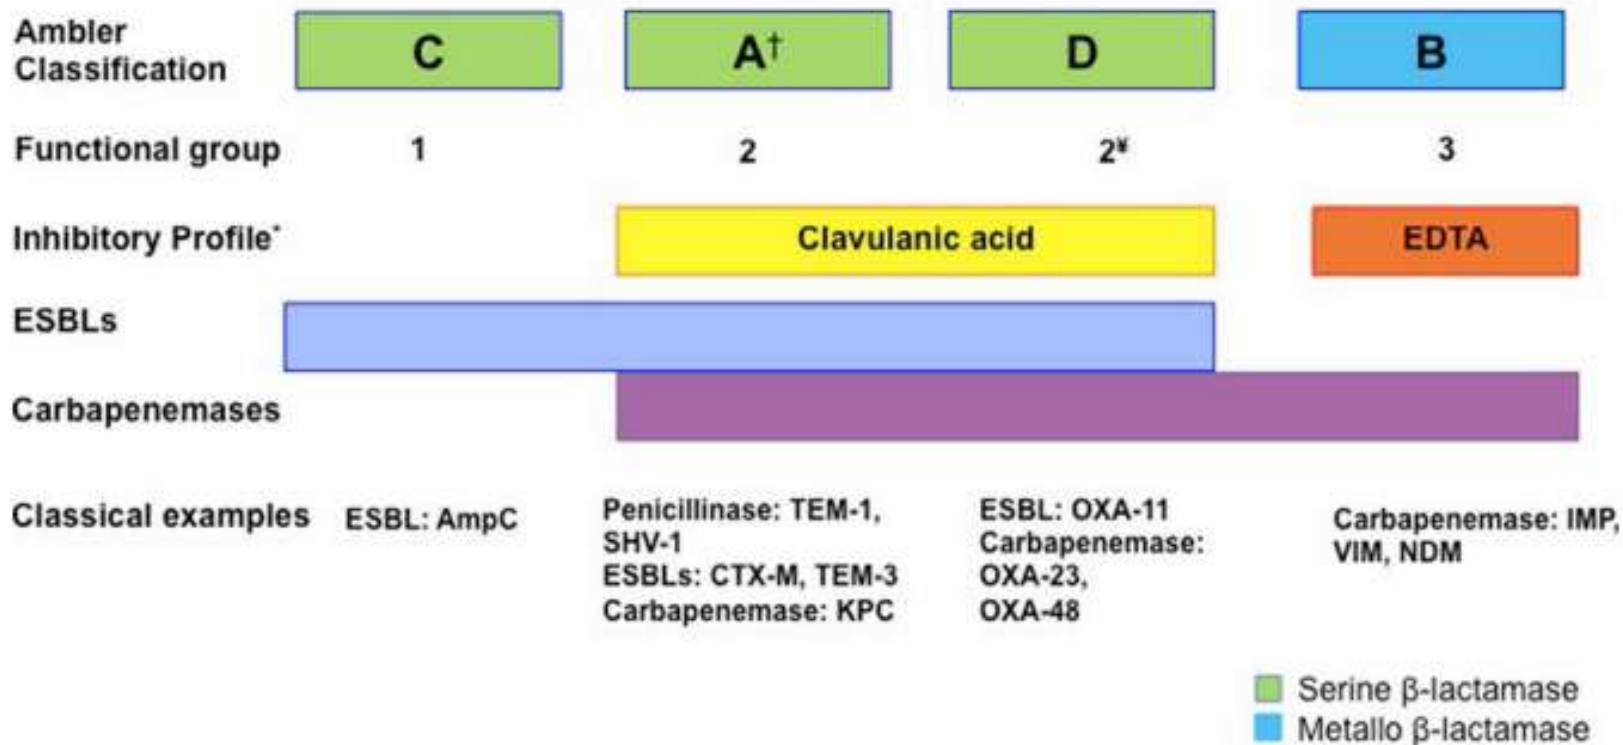 Ambler
Classification
C
A†
D
B
Functional group
1
2
2¥
3
Inhibitory Profile*
Clavulanic acid
EDTA
ESBLs
Carbapenemases
Classical examples
ESBL: AmpC
Penicillinase: TEM-1,
SHV-1
ESBLs: CTX-M, TEM-3
Carbapenemase: KPC
ESBL: OXA-11
Carbapenemase:
OXA-23,
OXA-48
Carbapenemase: IMP,
VIM, NDM
Serine β-lactamase
Metallo β-lactamase